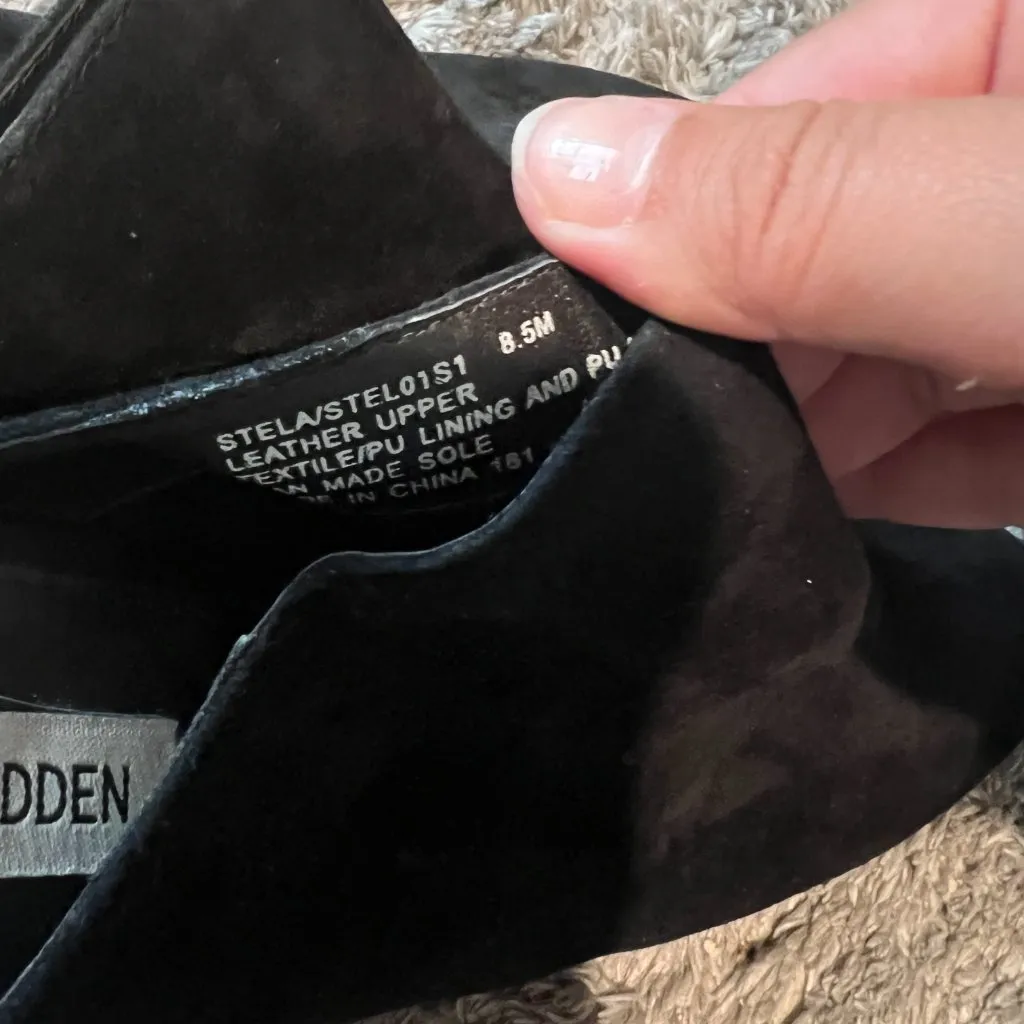 8.5M
STELA/STEL01S1
LEATHER UPPER
TEXTILE/PU LINING AND PU
MADE SOLE
IN CHINA 181
DDEN